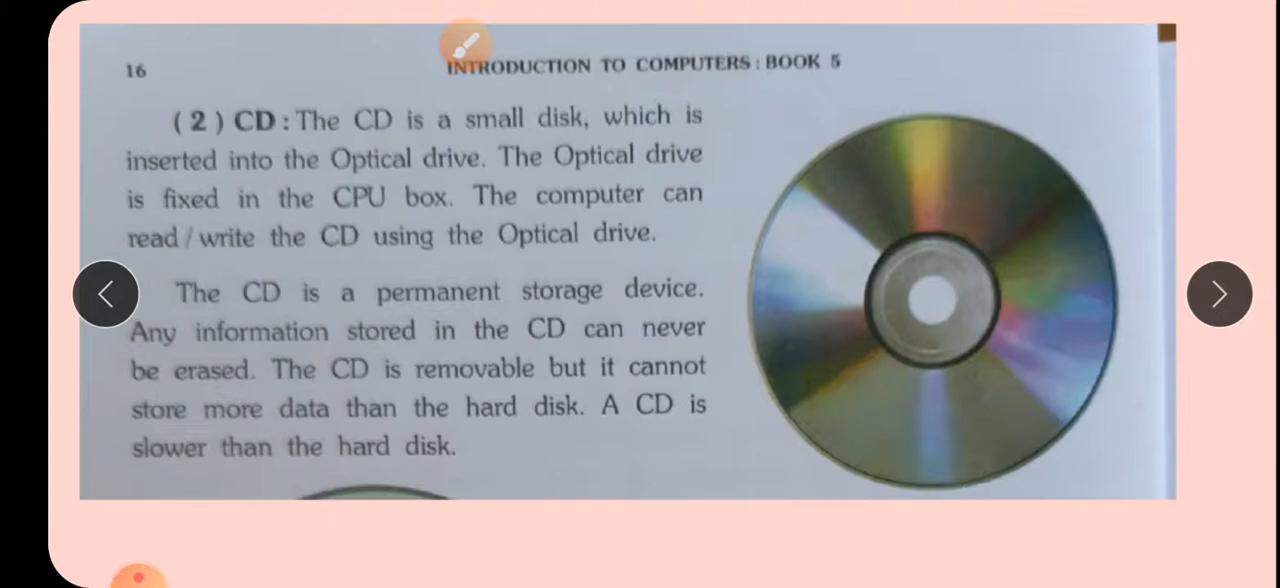 16
INTRODUCTION TO COMPUTERS : BOOK 5
( 2 ) CD : The CD is a small disk, which is
inserted into the Optical drive. The Optical drive
is fixed in the CPU box. The computer can
read / write the CD using the Optical drive.
The CD is a permanent storage device.
Any information stored in the CD can never
be erased. The CD is removable but it cannot
store more data than the hard disk. A CD is
slower than the hard disk.